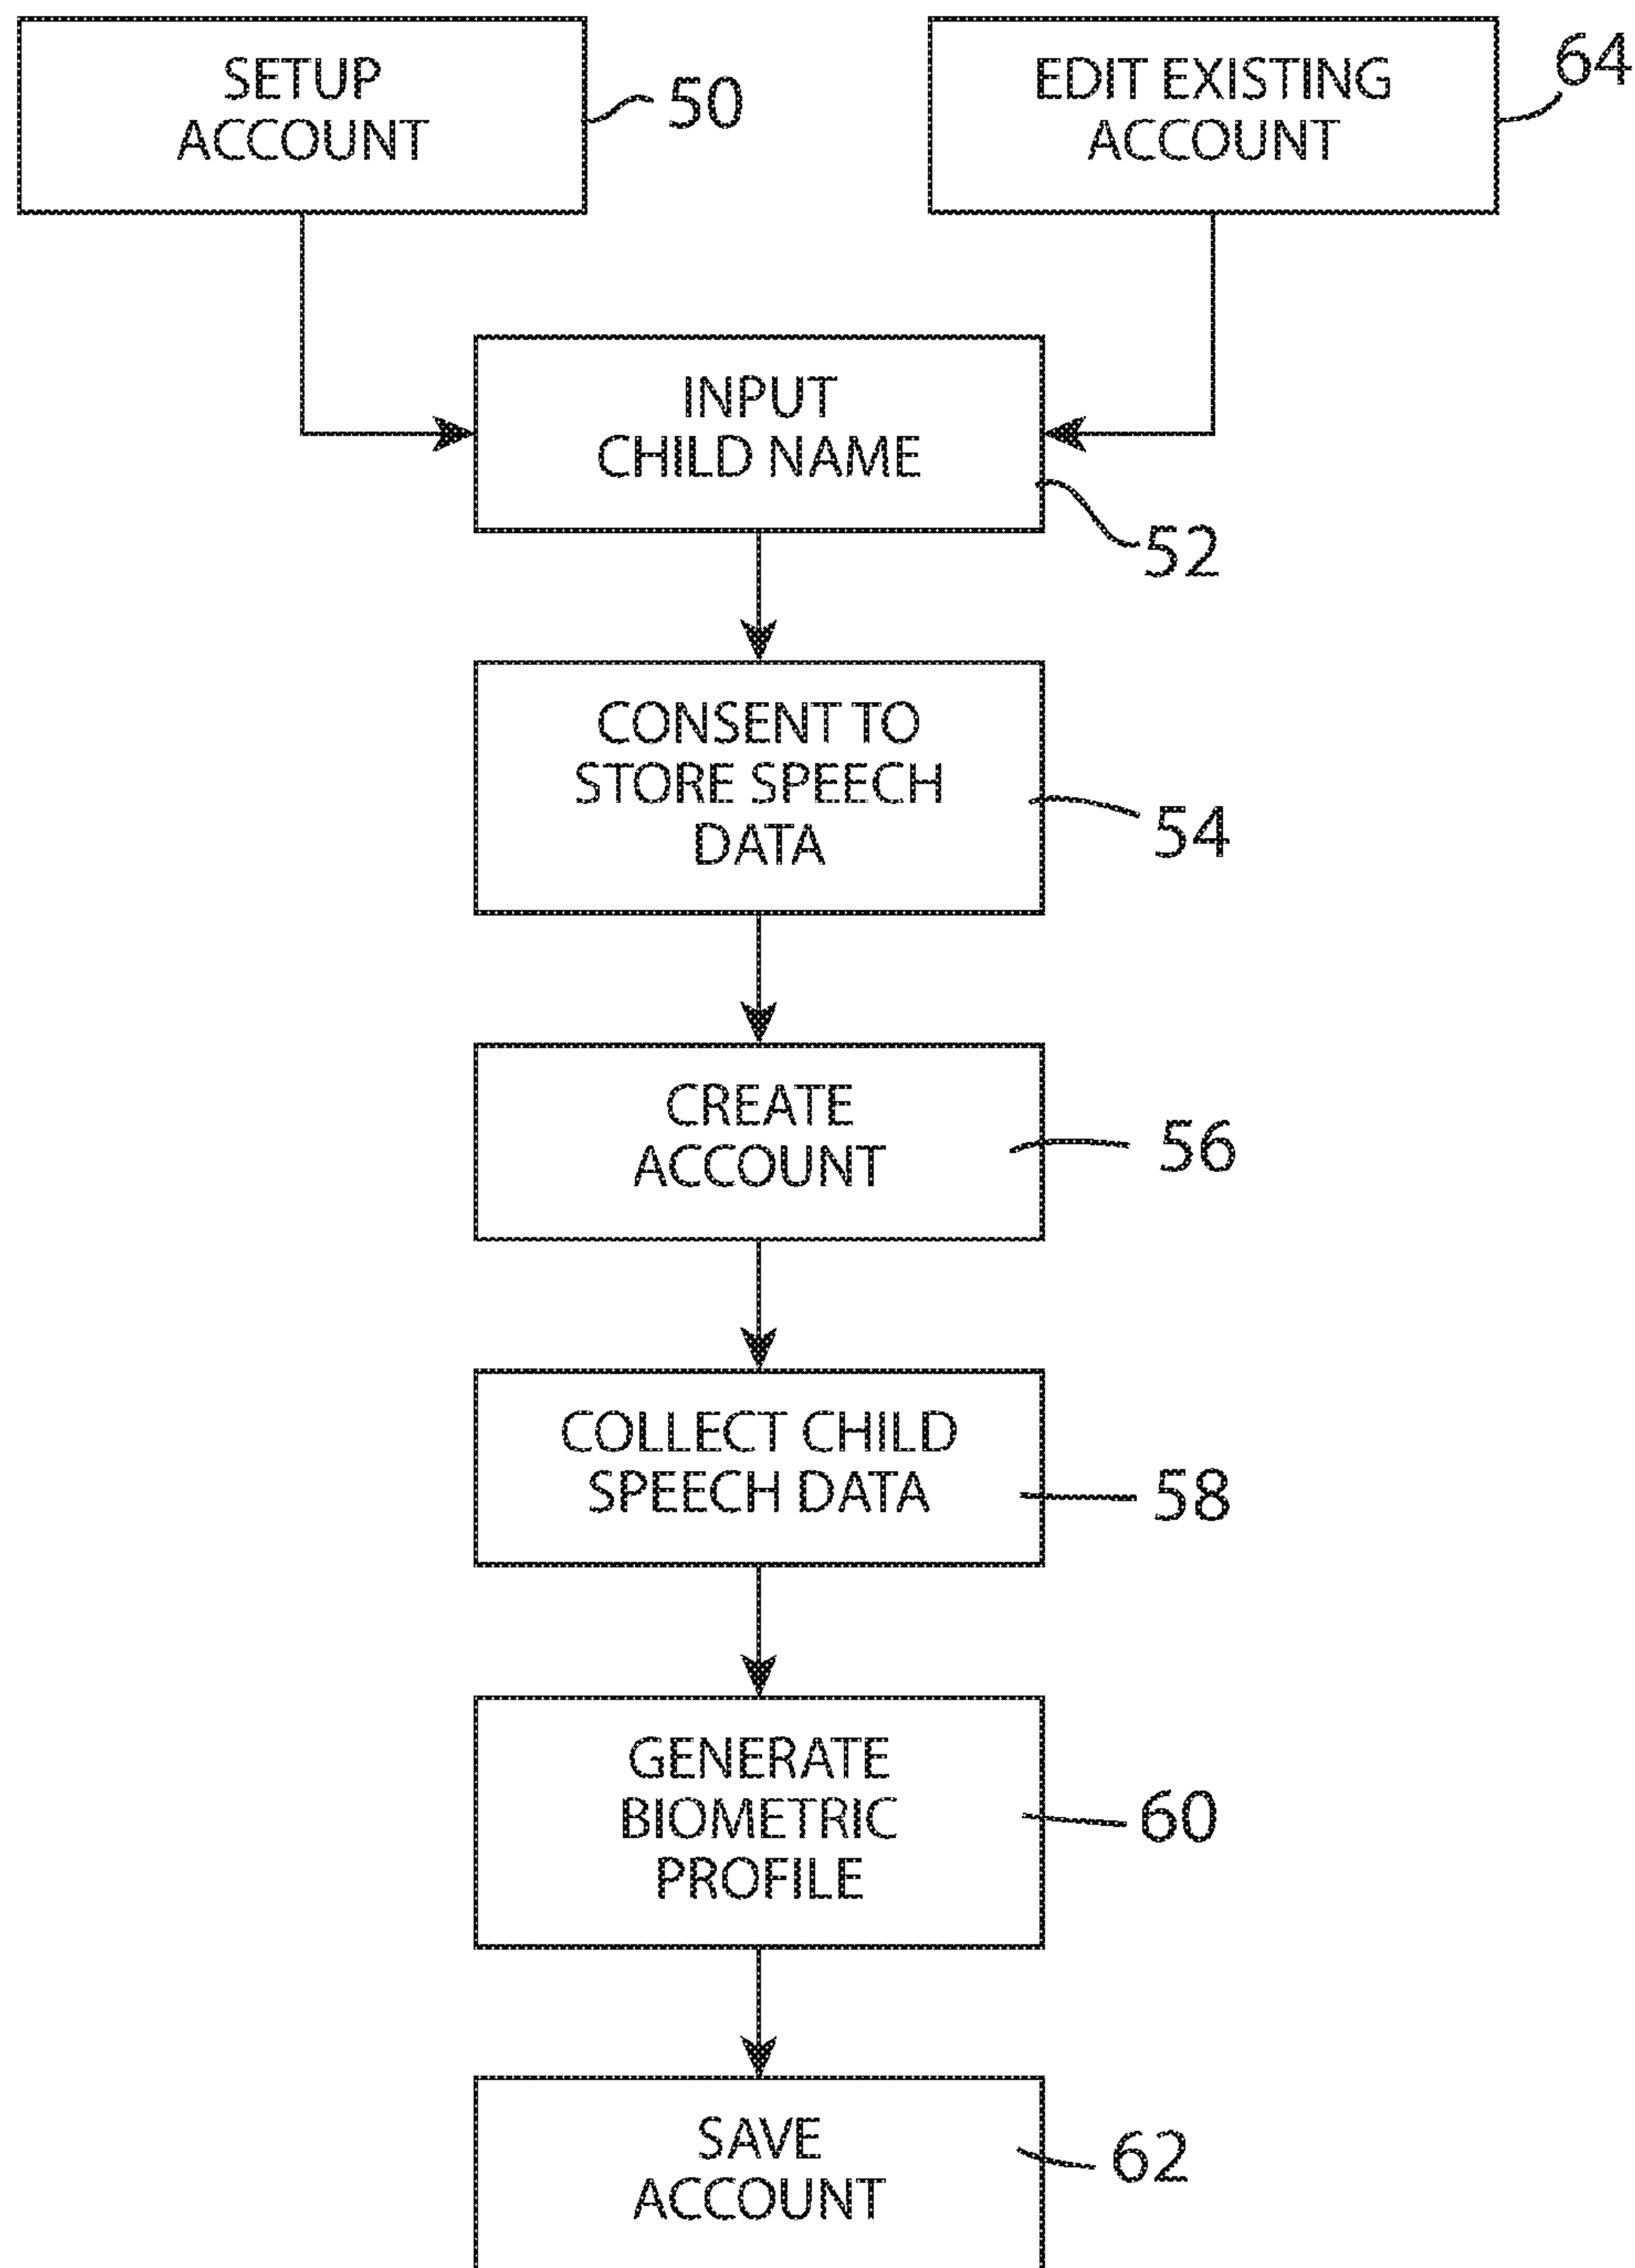 SETUP
ACCOUNT
50
EDIT EXISTING
ACCOUNT
64
INPUT
CHILD NAME
52
CONSENT TO
STORE SPEECH
DATA
54
CREATE
ACCOUNT
56
COLLECT CHILD
SPEECH DATA
58
GENERATE
BIOMETRIC
PROFILE
60
SAVE
ACCOUNT
62